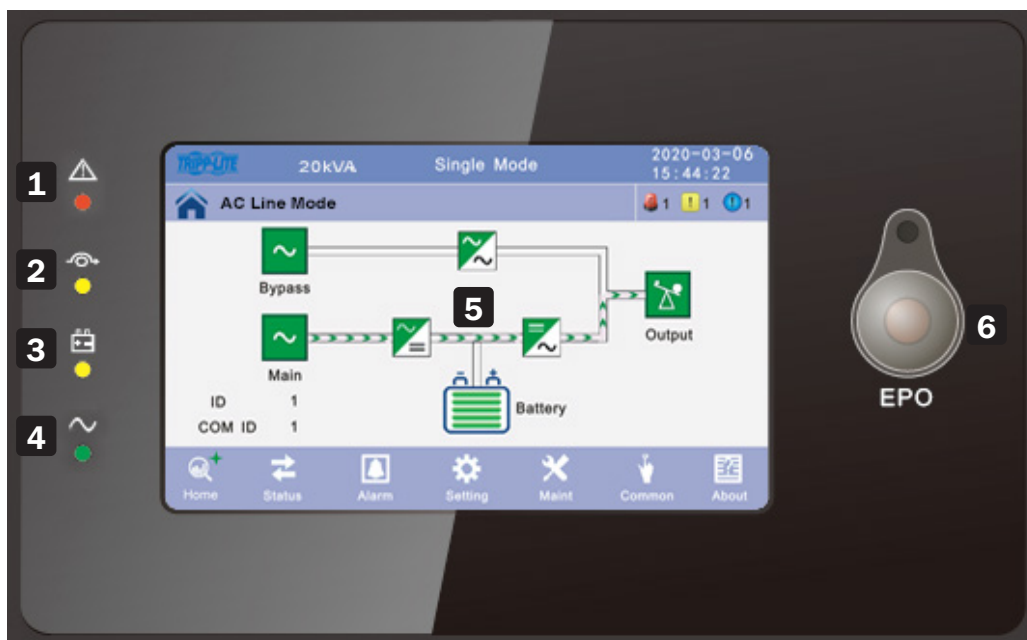 TRIPP-LITE 20kVA Single Mode 2020-03-06
15:44:22
AC Line Mode 1 1 1
1
2
3
4
Bypass
5
Main
Output
Battery
ID 1
COM ID 1
6
EPO
Home Status Alarm Setting Maint Common About